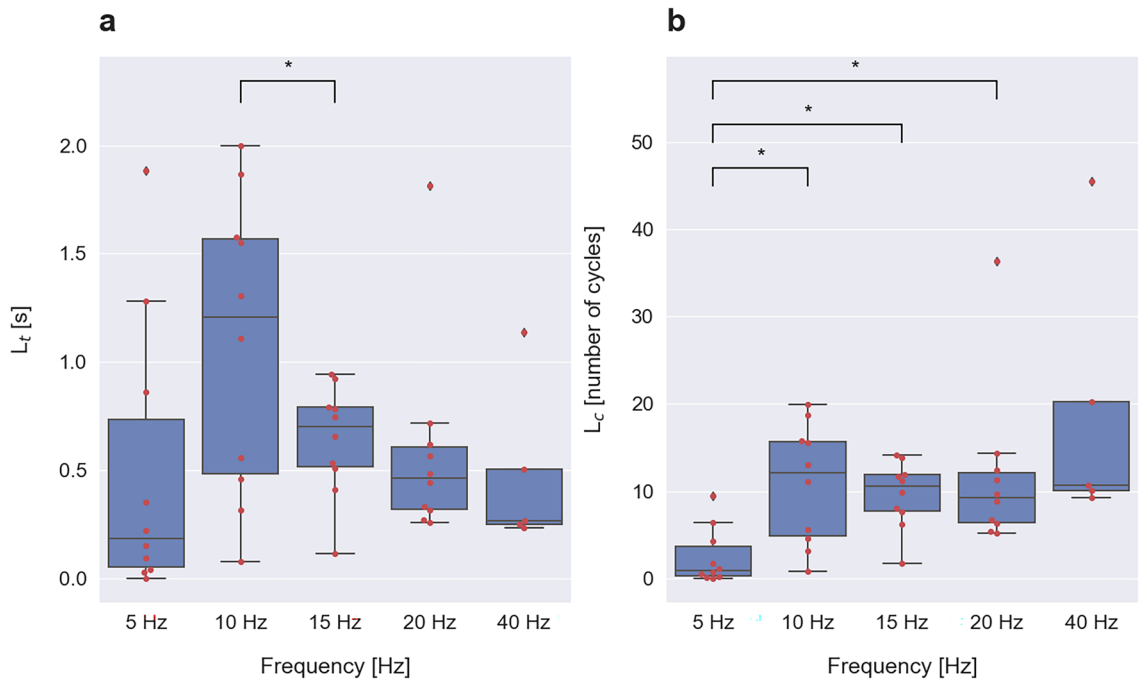 a
*
2.0
1.5
1.0
0.5
0.0
Lt [s]
5 Hz 10 Hz 15 Hz 20 Hz 40 Hz
Frequency [Hz]
b
*
*
*
50
40
30
20
10
0
Lc [number of cycles]
5 Hz 10 Hz 15 Hz 20 Hz 40 Hz
Frequency [Hz]